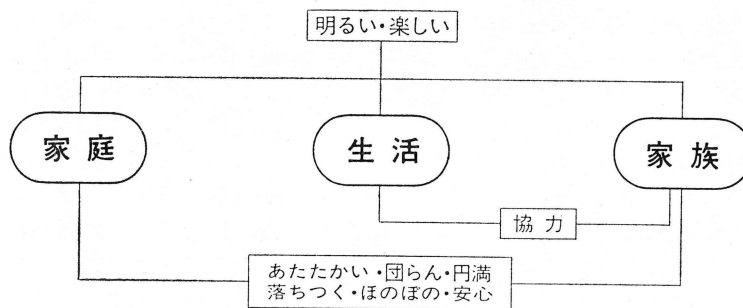 明るい・楽しい
家庭
生活
家族
協力
あたたかい・団らん・円満
落ちつく・ほのぼの・安心